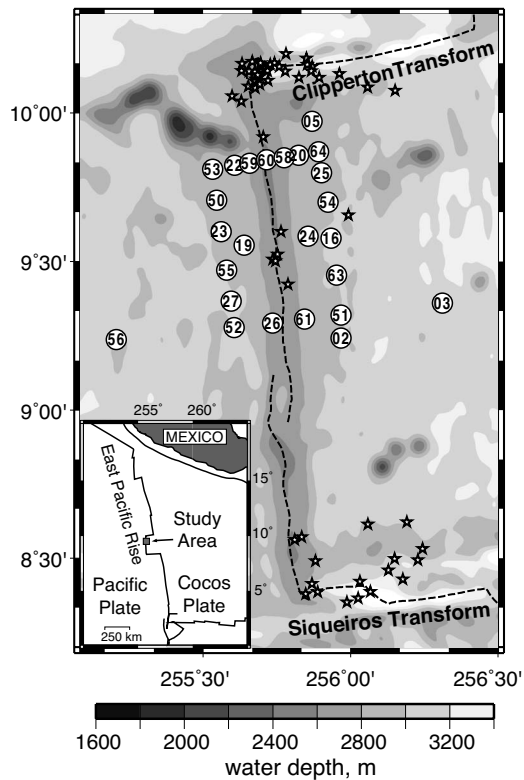 Clipperton Transform
10°00'
05
53 22 59 60 58 20 64
25
50
54
23
19
24 16
9°30'
55
63
27
03
52
26
61
51
56
02
9°00'
255° 260°
MEXICO
East Pacific Rise
15°
Study
Area
10°
8°30'
Pacific
Plate
Cocos
Plate
5°
250 km
Siqueiros Transform
255°30' 256°00' 256°30'
1600 2000 2400 2800 3200
water depth, m